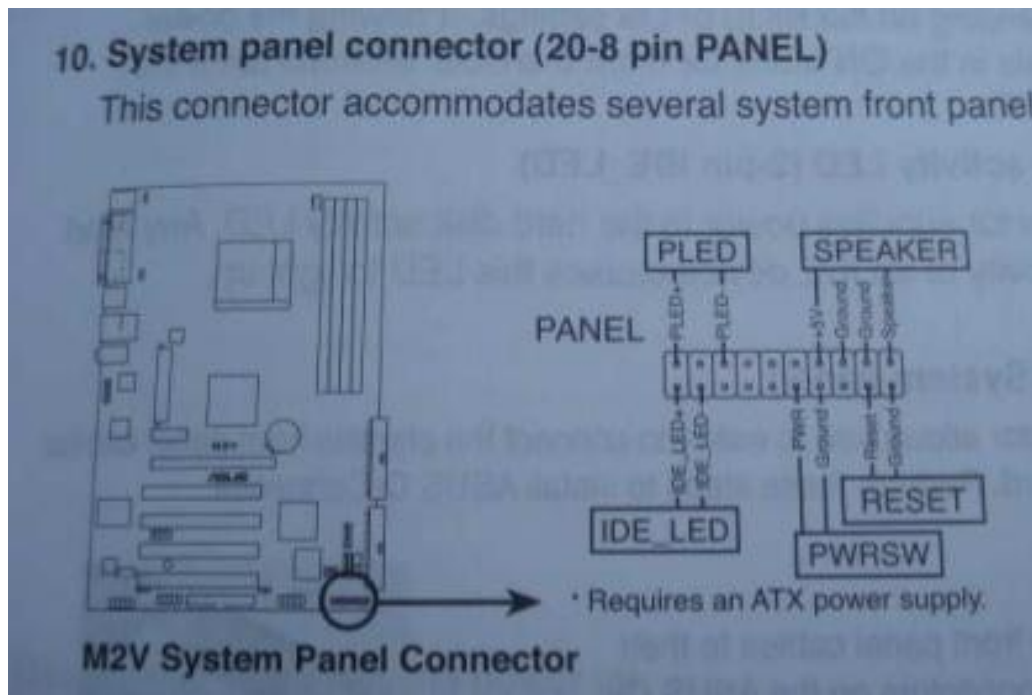 10. System panel connector (20-8 pin PANEL)
This connector accommodates several system front panel
PLED
SPEAKER
PANEL
PLED+
PLED-
+5V
Ground
Ground
Speaker
IDE_LED+
IDE_LED-
PWR
Ground
Reset
Ground
IDE_LED
RESET
PWRSW
* Requires an ATX power supply.
M2V System Panel Connector